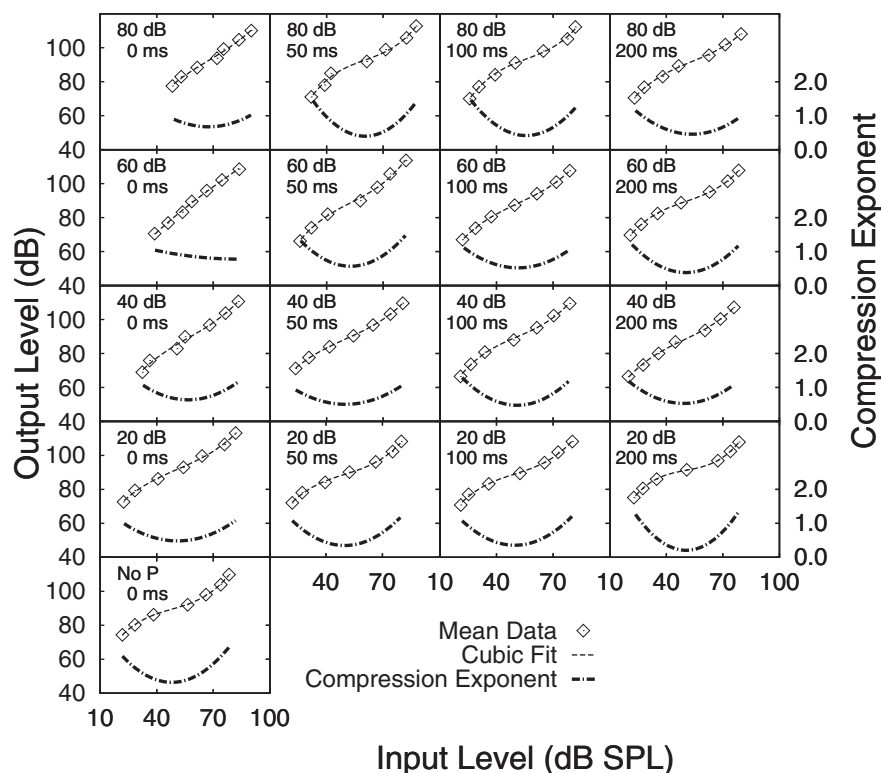 80 dB
0 ms
80 dB
50 ms
80 dB
100 ms
80 dB
200 ms
100
80
60
40
2.0
1.0
0.0
60 dB
0 ms
60 dB
50 ms
60 dB
100 ms
60 dB
200 ms
100
80
60
40
2.0
1.0
0.0
40 dB
0 ms
40 dB
50 ms
40 dB
100 ms
40 dB
200 ms
100
80
60
40
2.0
1.0
0.0
20 dB
0 ms
20 dB
50 ms
20 dB
100 ms
20 dB
200 ms
100
80
60
40
2.0
1.0
0.0
No P
0 ms
100
80
60
40
40 70 10 40 70 100
10 40 70 100
Output Level (dB)
Compression Exponent
Mean Data
Cubic Fit
Compression Exponent
Input Level (dB SPL)